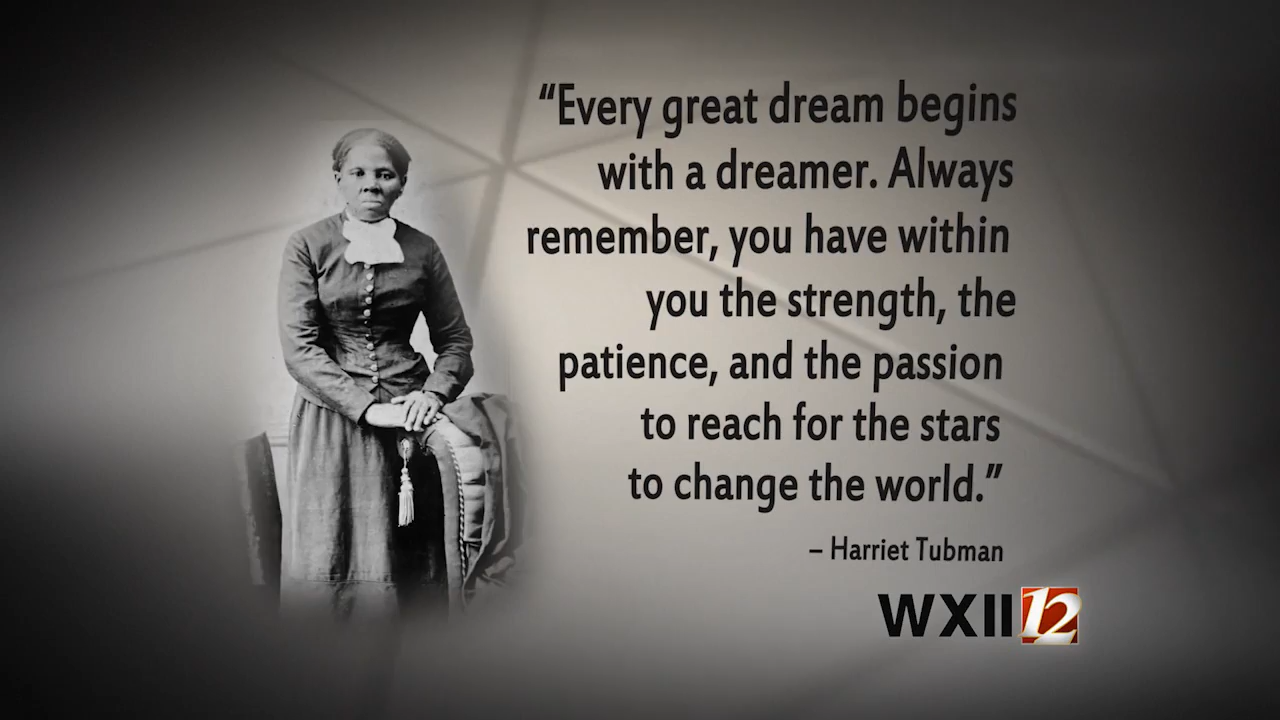 “Every great dream begins
with a dreamer. Always
remember, you have within
you the strength, the
patience, and the passion
to reach for the stars
to change the world.”
– Harriet Tubman
WXII 12